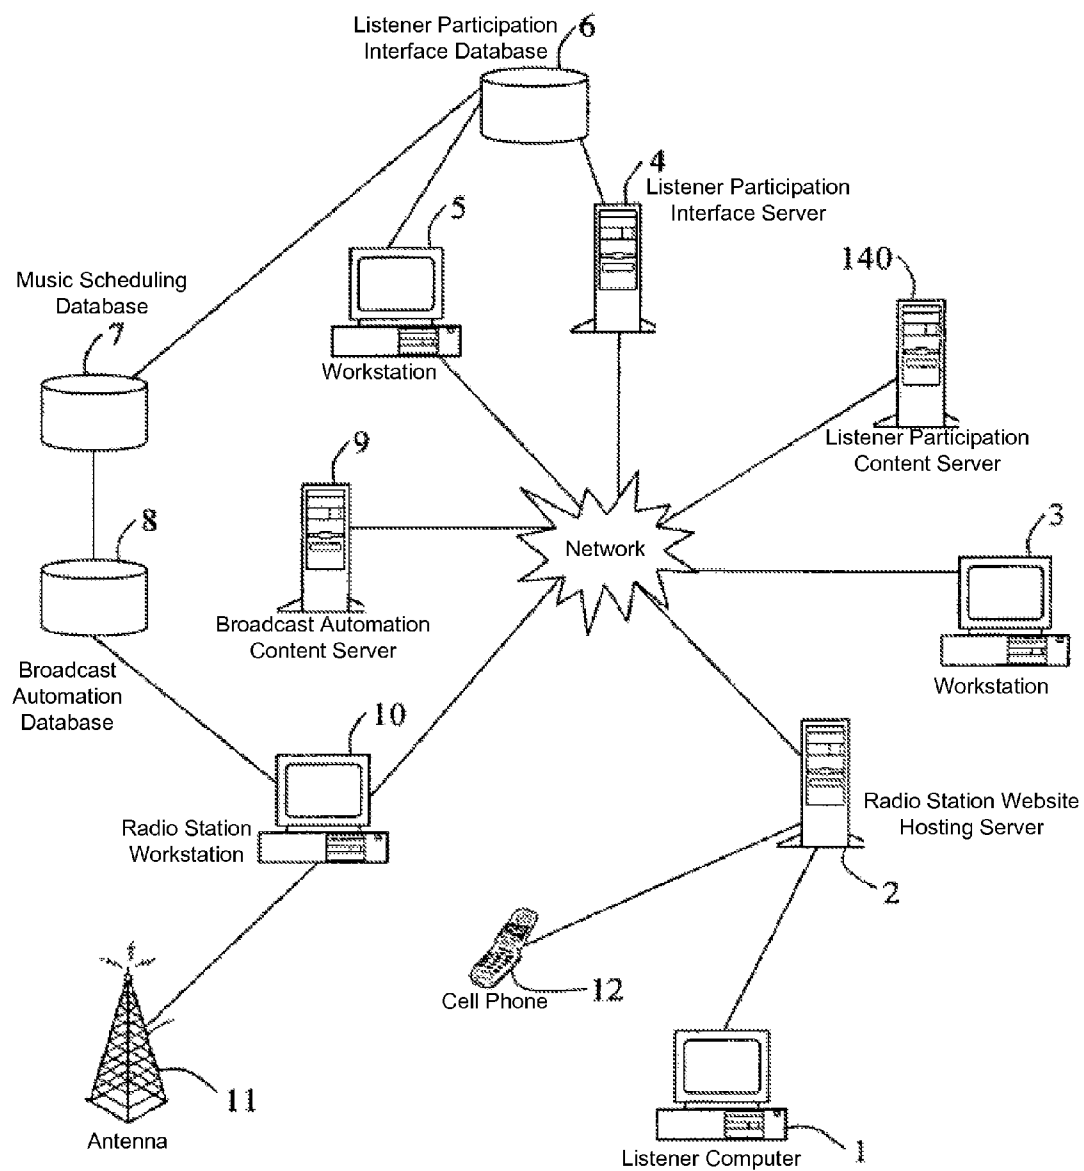 Listener Participation
Interface Database
6
4
Listener Participation
Interface Server
5
Workstation
140
Listener Participation
Content Server
Music Scheduling
Database
7
9
Broadcast Automation
Content Server
Network
3
Workstation
8
Broadcast
Automation
Database
10
Radio Station
Workstation
Radio Station Website
Hosting Server
2
Cell Phone
12
11
Antenna
1
Listener Computer